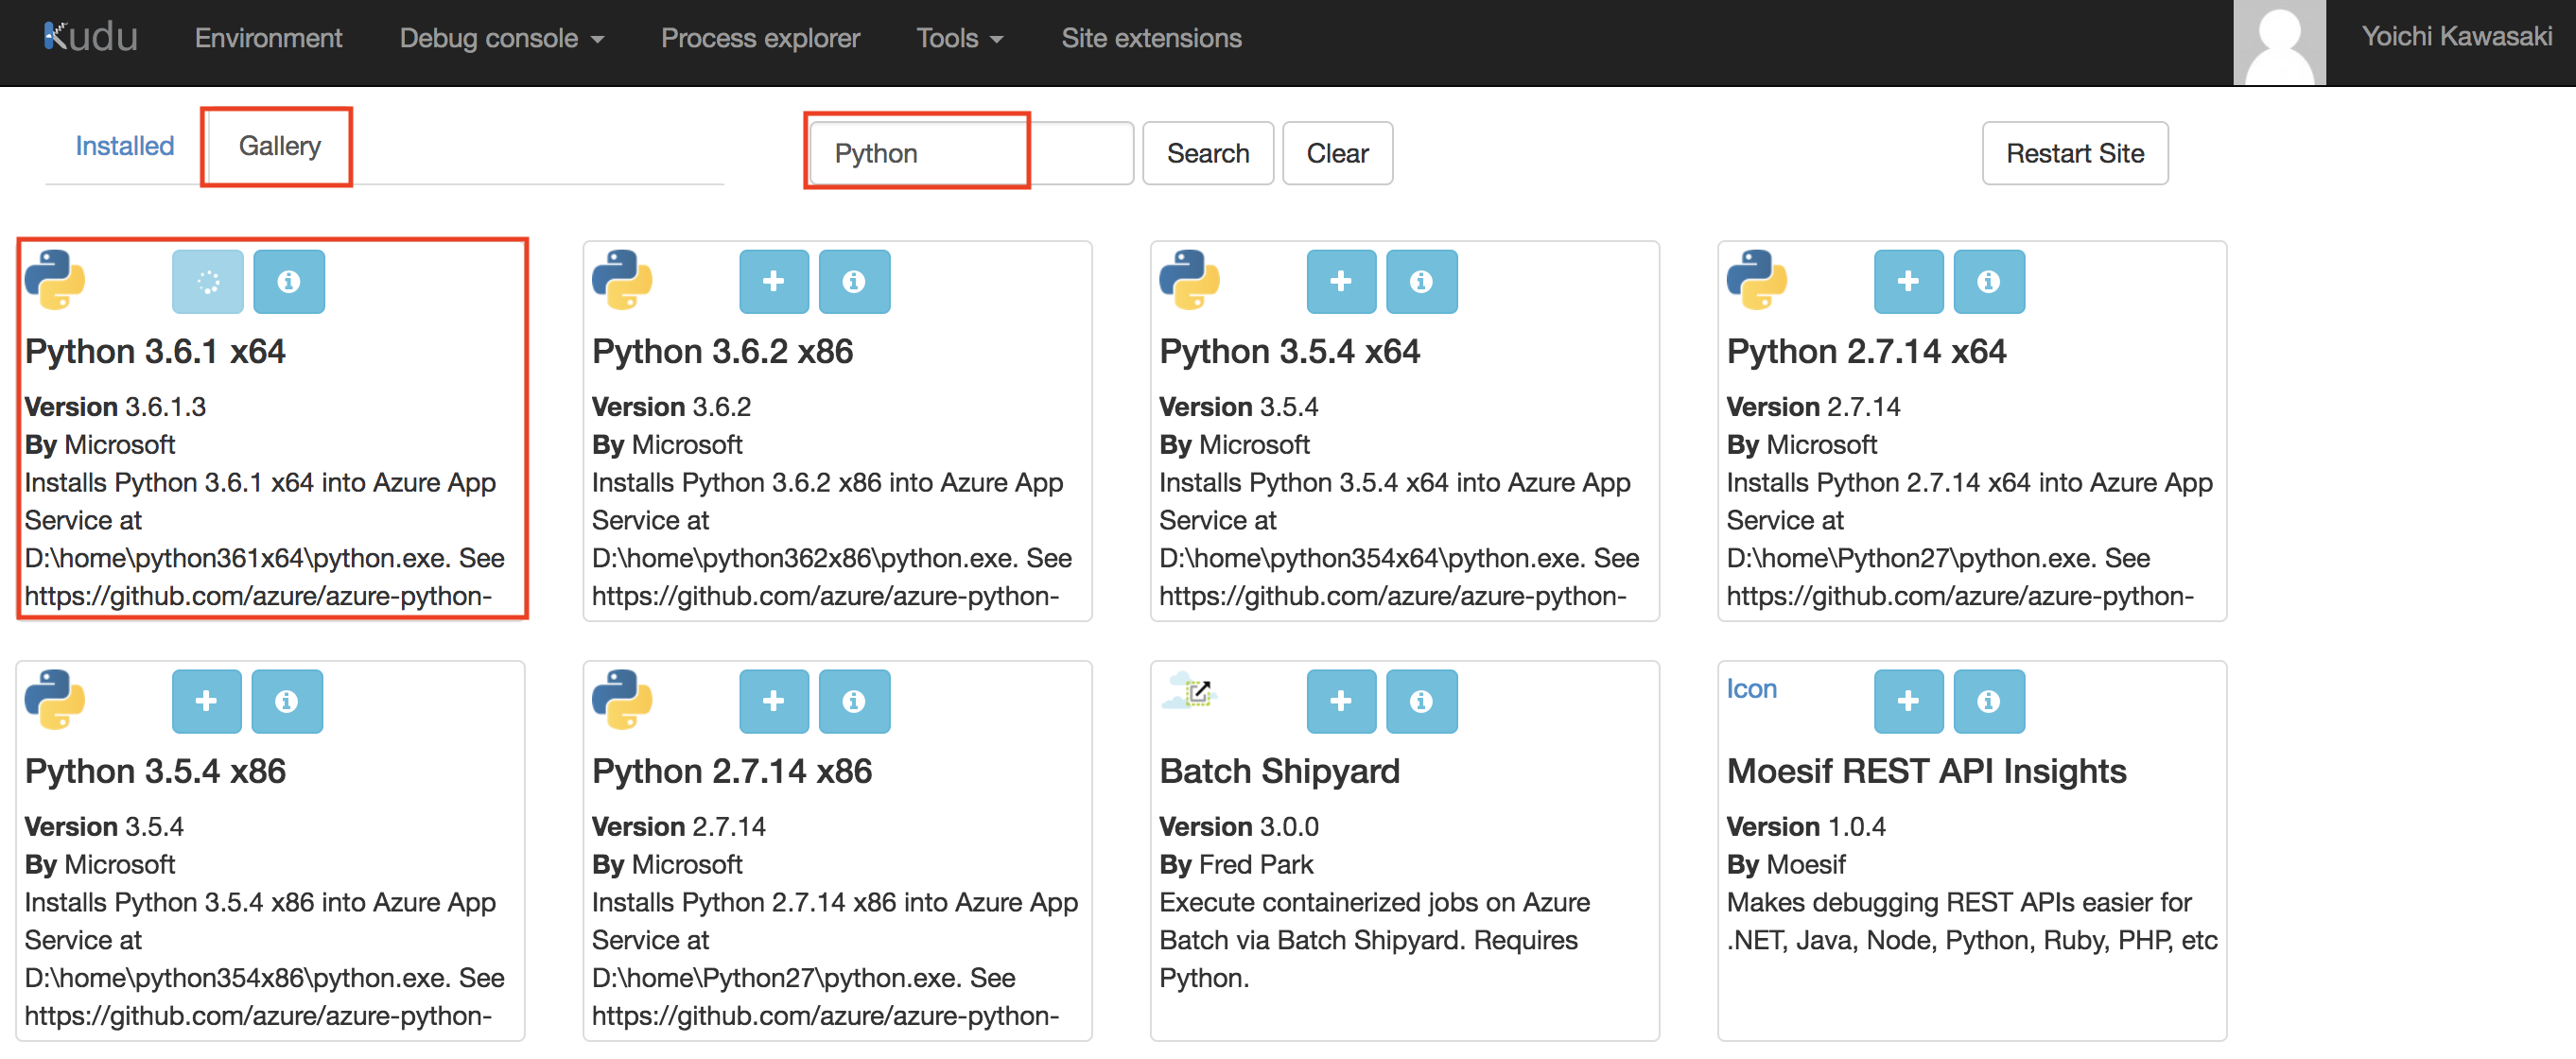 Kudu Environment Debug console Process explorer Tools Site extensions Yoichi Kawasaki
Installed Gallery Python Search Clear Restart Site
Python 3.6.1 x64
Version 3.6.1.3
By Microsoft
Installs Python 3.6.1 x64 into Azure App
Service at
D:\home\python361x64\python.exe. See
https://github.com/azure/azure-python-
Python 3.6.2 x86
Version 3.6.2
By Microsoft
Installs Python 3.6.2 x86 into Azure App
Service at
D:\home\python362x86\python.exe. See
https://github.com/azure/azure-python-
Python 3.5.4 x64
Version 3.5.4
By Microsoft
Installs Python 3.5.4 x64 into Azure App
Service at
D:\home\python354x64\python.exe. See
https://github.com/azure/azure-python-
Python 2.7.14 x64
Version 2.7.14
By Microsoft
Installs Python 2.7.14 x64 into Azure App
Service at
D:\home\Python27\python.exe. See
https://github.com/azure/azure-python-
Python 3.5.4 x86
Version 3.5.4
By Microsoft
Installs Python 3.5.4 x86 into Azure App
Service at
D:\home\python354x86\python.exe. See
https://github.com/azure/azure-python-
Python 2.7.14 x86
Version 2.7.14
By Microsoft
Installs Python 2.7.14 x86 into Azure App
Service at
D:\home\Python27\python.exe. See
https://github.com/azure/azure-python-
Batch Shipyard
Version 3.0.0
By Fred Park
Execute containerized jobs on Azure
Batch via Batch Shipyard. Requires
Python.
Icon
Moesif REST API Insights
Version 1.0.4
By Moesif
Makes debugging REST APIs easier for
.NET, Java, Node, Python, Ruby, PHP, etc